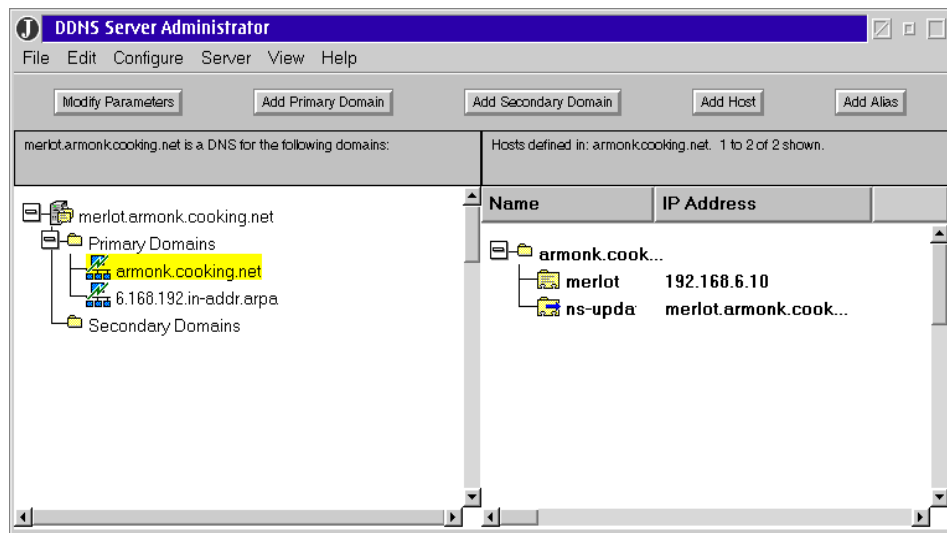 J DDNS Server Administrator
File Edit Configure Server View Help
Modify Parameters Add Primary Domain Add Secondary Domain Add Host Add Alias
merlot.armonk.cooking.net is a DNS for the following domains:
Hosts defined in: armonk.cooking.net. 1 to 2 of 2 shown.
merlot.armonk.cooking.net
Primary Domains
armonk.cooking.net
6.168.192.in-addr.arpa
Secondary Domains
Name IP Address
armonk.cook...
merlot 192.168.6.10
ns-upda merlot.armonk.cook...